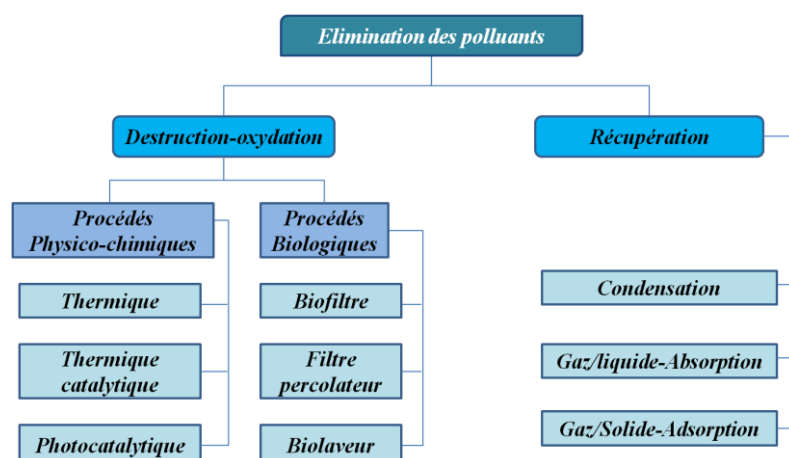 Elimination des polluants
Destruction-oxydation
Récupération
Procédés
Physico-chimiques
Procédés
Biologiques
Thermique
Biofiltre
Condensation
Thermique
catalytique
Filtre
percolateur
Gaz/liquide-Absorption
Photocatalytique
Biolaveur
Gaz/Solide-Adsorption